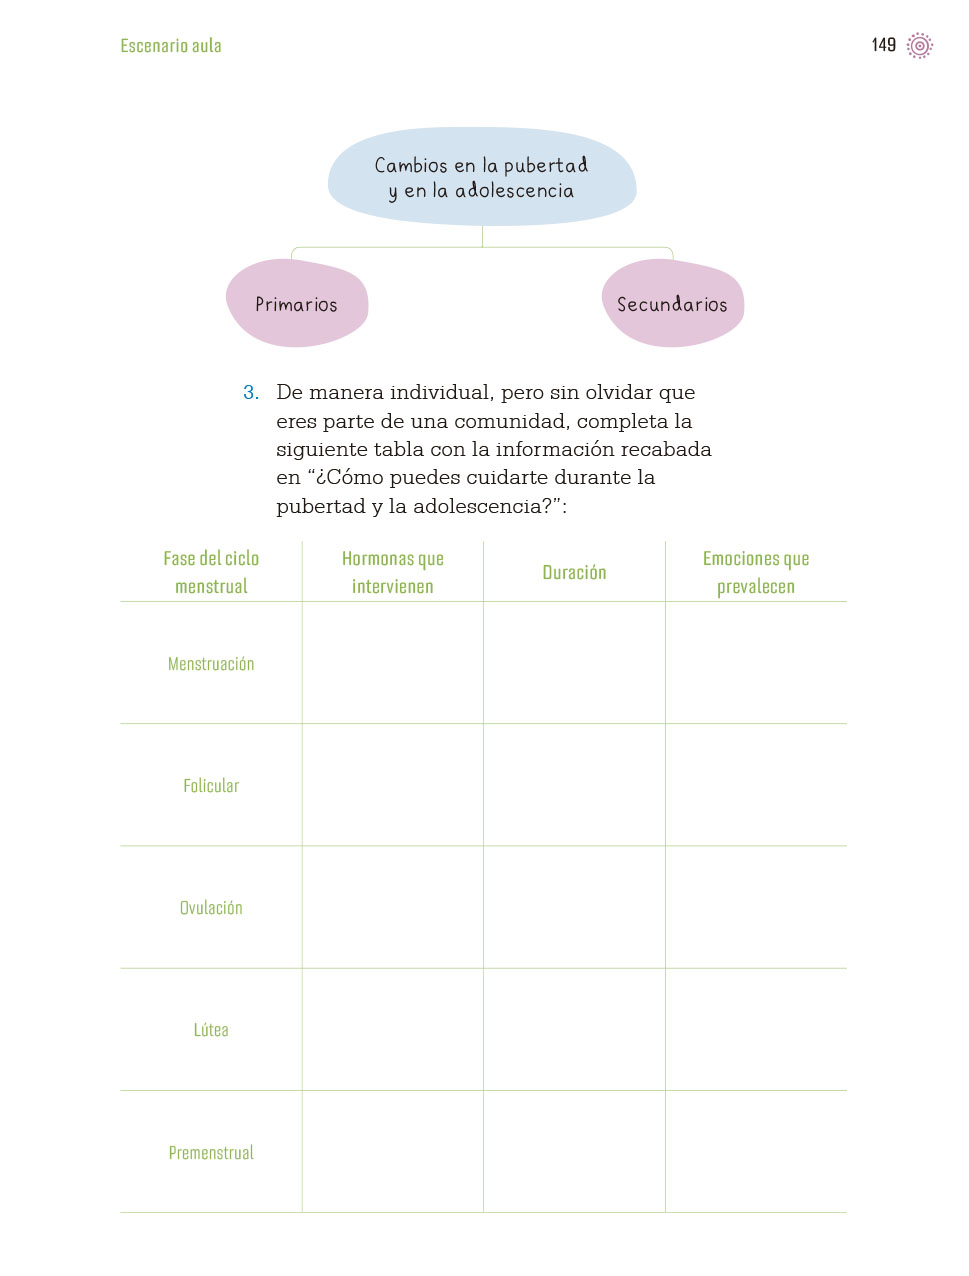 Escenario aula
149
Cambios en la pubertad
y en la adolescencia
Primarios
Secundarios
3. De manera individual, pero sin olvidar que
eres parte de una comunidad, completa la
siguiente tabla con la información recabada
en “¿Cómo puedes cuidarte durante la
pubertad y la adolescencia?”:
Fase del ciclo
menstrual
Hormonas que
intervienen
Duración
Emociones que
prevalecen
Menstruación
Folicular
Ovulación
Lútea
Premenstrual